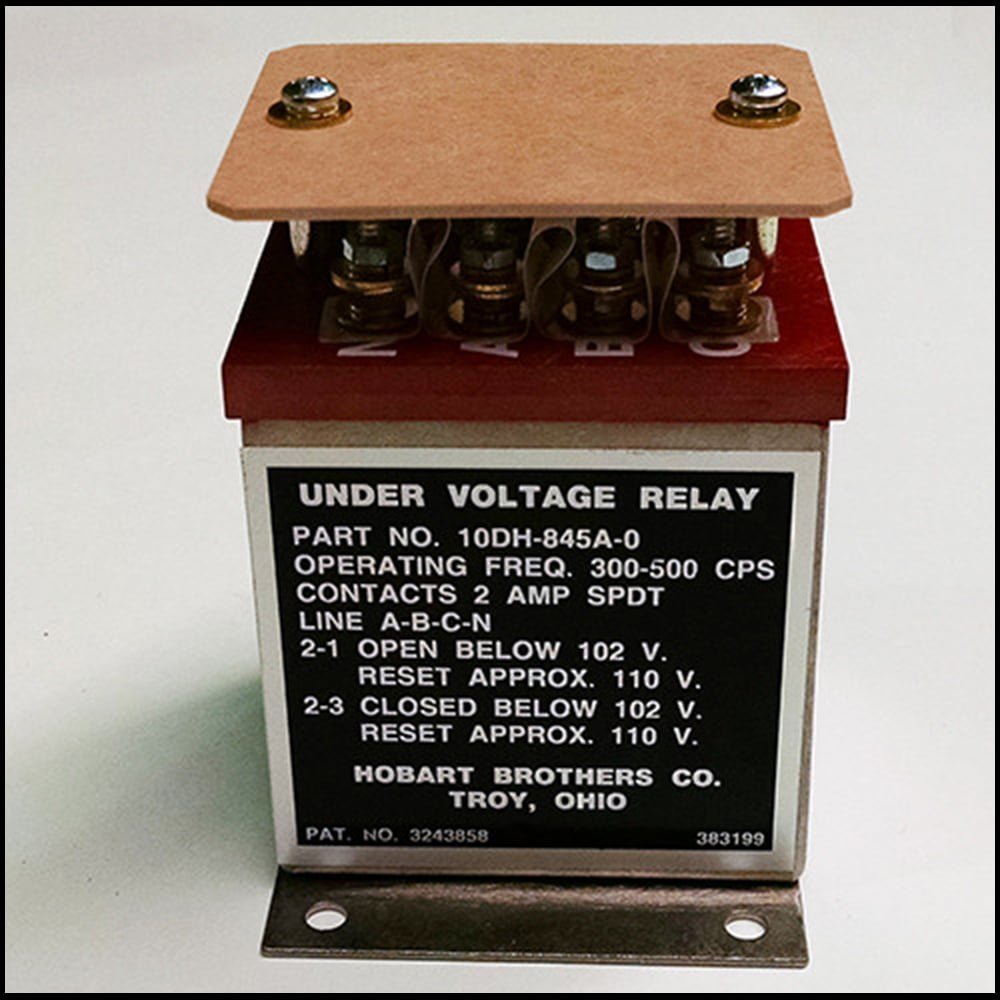 N A B C
UNDER VOLTAGE RELAY
PART NO. 10DH-845A-0
OPERATING FREQ. 300-500 CPS
CONTACTS 2 AMP SPDT
LINE A-B-C-N
2-1 OPEN BELOW 102 V.
RESET APPROX. 110 V.
2-3 CLOSED BELOW 102 V.
RESET APPROX. 110 V.
HOBART BROTHERS CO.
TROY, OHIO
PAT. NO. 3243858 383199